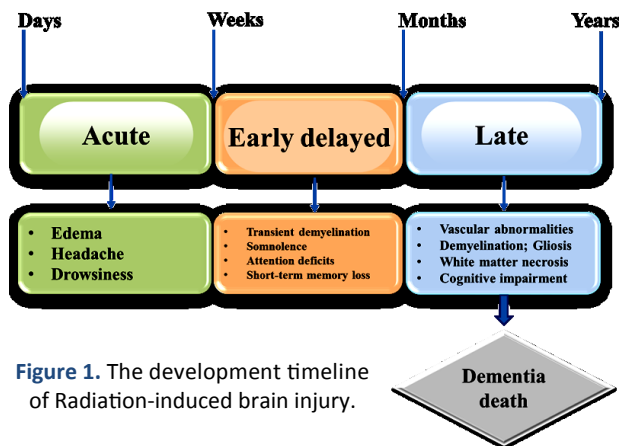 Days Weeks Months Years
Acute Early delayed Late
• Edema
• Headache
• Drowsiness
• Transient demyelination
• Somnolence
• Attention deficits
• Short-term memory loss
• Vascular abnormalities
• Demyelination; Gliosis
• White matter necrosis
• Cognitive impairment
Dementia
death
Figure 1. The development timeline
of Radiation-induced brain injury.